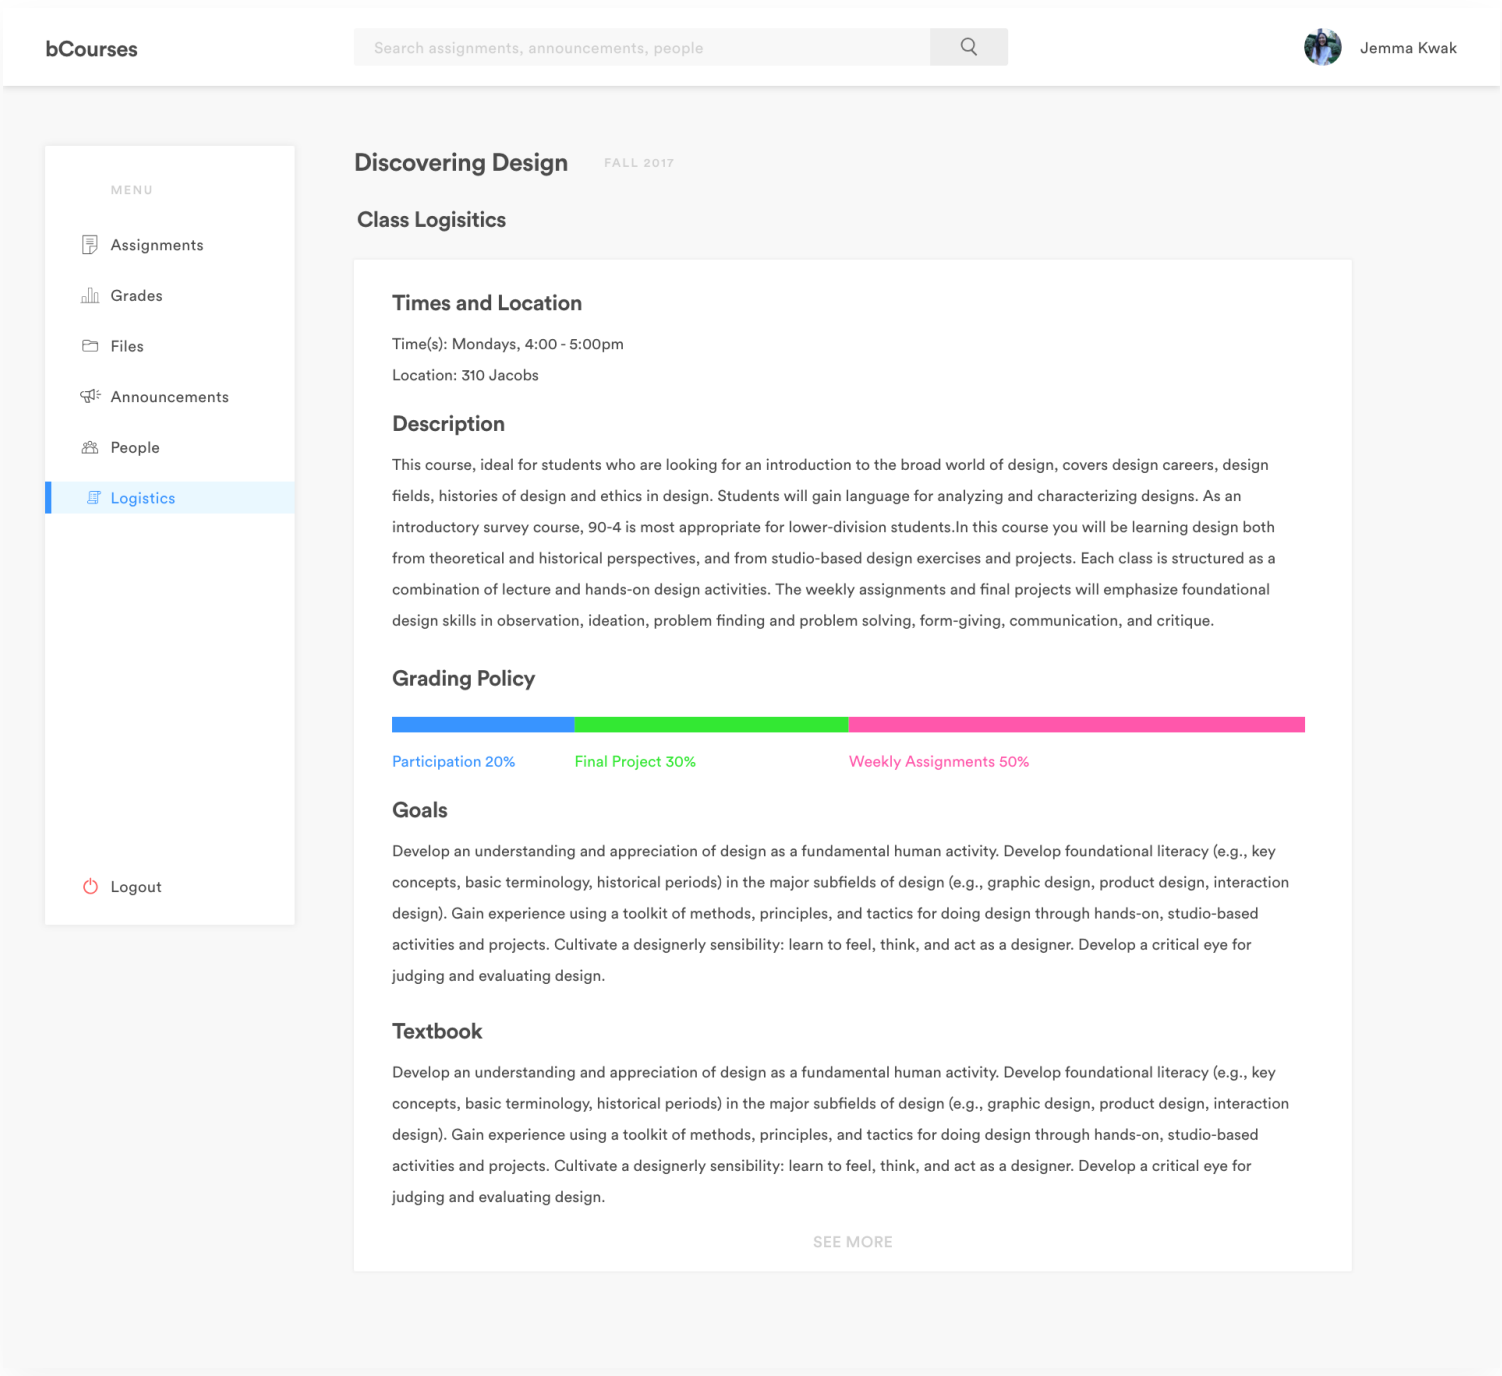 bCourses
Search assignments, announcements, people
Jemma Kwak
MENU
Assignments
Grades
Files
Announcements
People
Logistics
Logout
Discovering Design
FALL 2017
Class Logisitics
Times and Location
Time(s): Mondays, 4:00 - 5:00pm
Location: 310 Jacobs
Description
This course, ideal for students who are looking for an introduction to the broad world of design, covers design careers, design
fields, histories of design and ethics in design. Students will gain language for analyzing and characterizing designs. As an
introductory survey course, 90-4 is most appropriate for lower-division students.In this course you will be learning design both
from theoretical and historical perspectives, and from studio-based design exercises and projects. Each class is structured as a
combination of lecture and hands-on design activities. The weekly assignments and final projects will emphasize foundational
design skills in observation, ideation, problem finding and problem solving, form-giving, communication, and critique.
Grading Policy
Participation 20%
Final Project 30%
Weekly Assignments 50%
Goals
Develop an understanding and appreciation of design as a fundamental human activity. Develop foundational literacy (e.g., key
concepts, basic terminology, historical periods) in the major subfields of design (e.g., graphic design, product design, interaction
design). Gain experience using a toolkit of methods, principles, and tactics for doing design through hands-on, studio-based
activities and projects. Cultivate a designerly sensibility: learn to feel, think, and act as a designer. Develop a critical eye for
judging and evaluating design.
Textbook
Develop an understanding and appreciation of design as a fundamental human activity. Develop foundational literacy (e.g., key
concepts, basic terminology, historical periods) in the major subfields of design (e.g., graphic design, product design, interaction
design). Gain experience using a toolkit of methods, principles, and tactics for doing design through hands-on, studio-based
activities and projects. Cultivate a designerly sensibility: learn to feel, think, and act as a designer. Develop a critical eye for
judging and evaluating design.
SEE MORE